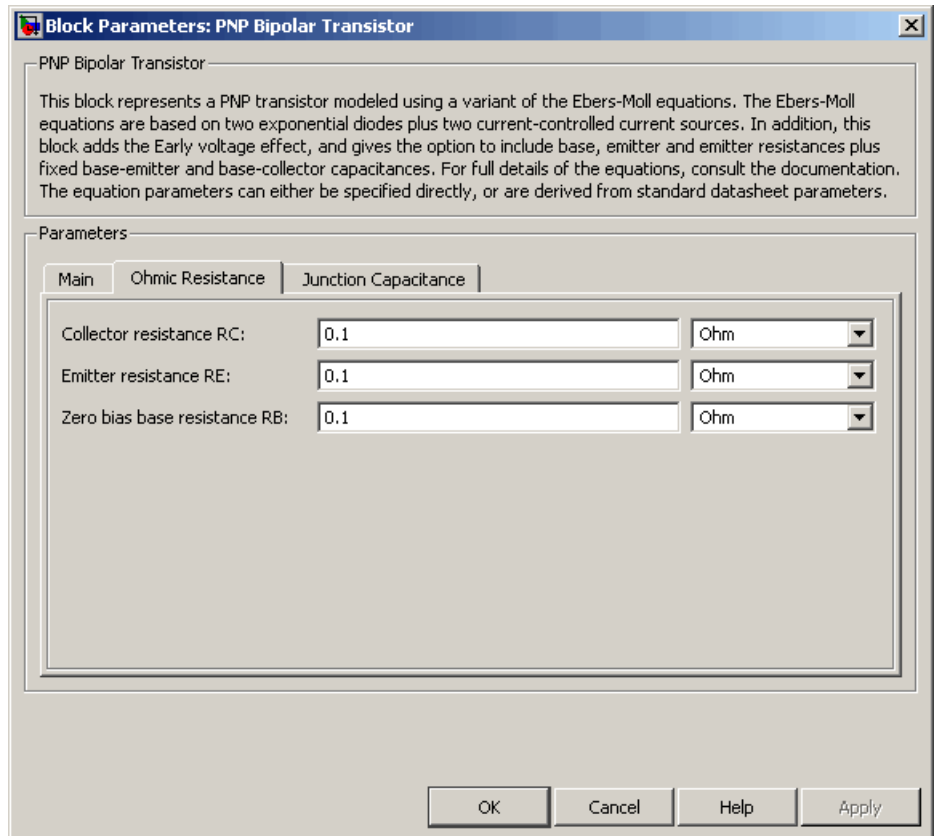 Block Parameters: PNP Bipolar Transistor
PNP Bipolar Transistor
This block represents a PNP transistor modeled using a variant of the Ebers-Moll equations. The Ebers-Moll
equations are based on two exponential diodes plus two current-controlled current sources. In addition, this
block adds the Early voltage effect, and gives the option to include base, emitter and emitter resistances plus
fixed base-emitter and base-collector capacitances. For full details of the equations, consult the documentation.
The equation parameters can either be specified directly, or are derived from standard datasheet parameters.
Parameters
Main Ohmic Resistance Junction Capacitance
Collector resistance RC: 0.1 Ohm
Emitter resistance RE: 0.1 Ohm
Zero bias base resistance RB: 0.1 Ohm
OK Cancel Help Apply